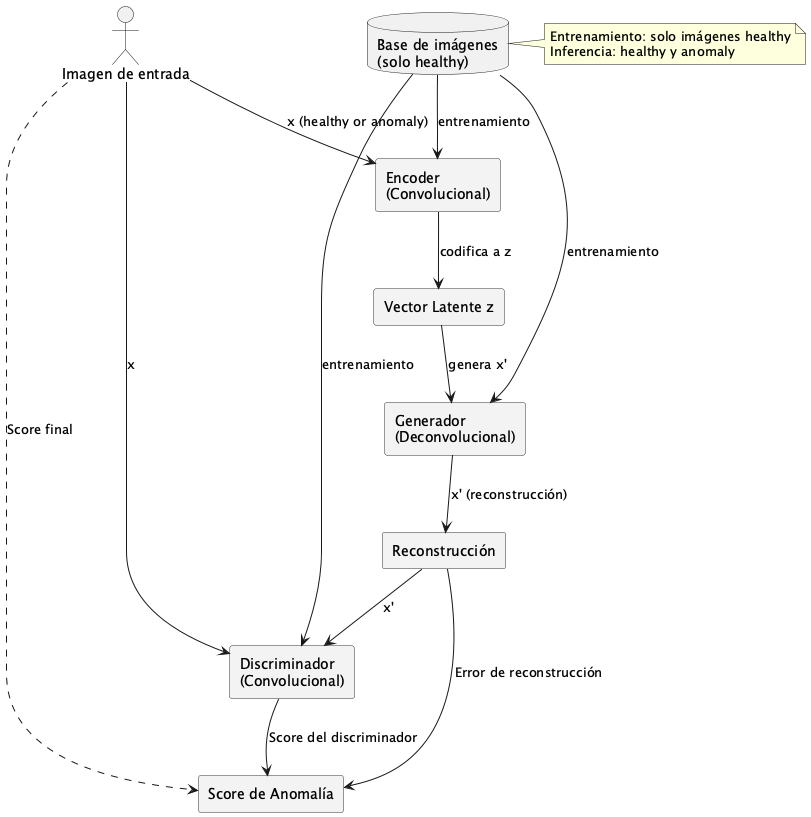 Base de imágenes
(solo healthy)
Entrenamiento: solo imágenes healthy
Inferencia: healthy y anomaly
Imagen de entrada
x (healthy or anomaly)
entrenamiento
Encoder
(Convolucional)
codifica a z
entrenamiento
Vector Latente z
x
entrenamiento
genera x'
Generador
(Deconvolucional)
Score final
x' (reconstrucción)
Reconstrucción
x'
Discriminador
(Convolucional)
Error de reconstrucción
Score del discriminador
Score de Anomalía